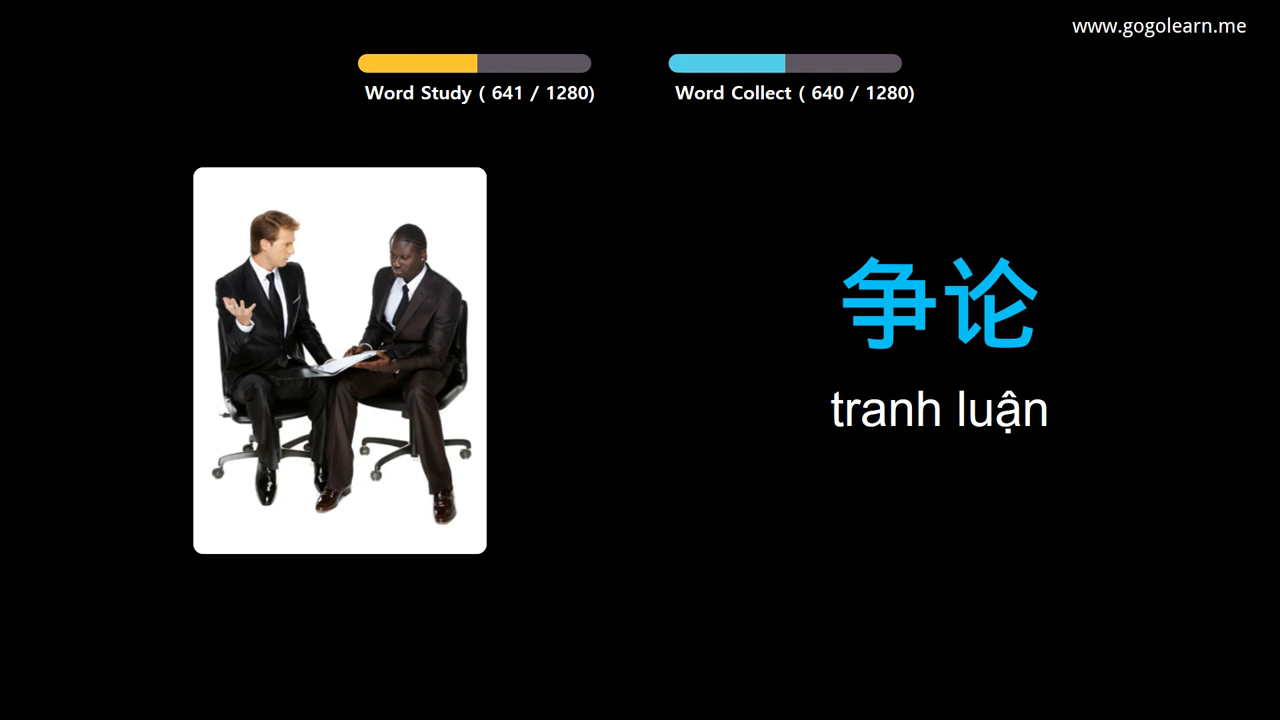 www.gogolearn.me
Word Study ( 641 / 1280)
Word Collect ( 640 / 1280)
争论
tranh luận